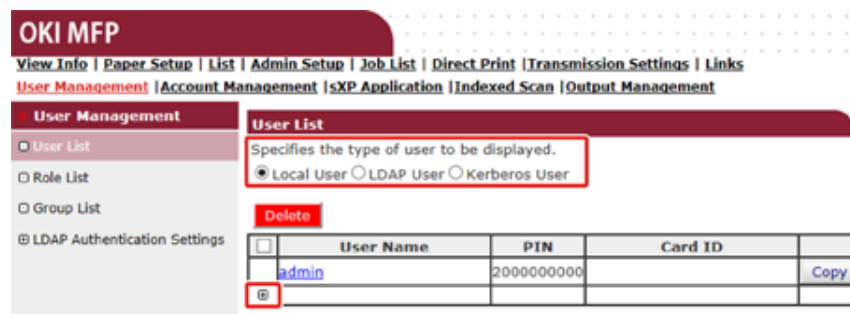 OKI MFP
View Info | Paper Setup | List | Admin Setup | Job List | Direct Print |Transmission Settings | Links
User Management |Account Management |sXP Application |Indexed Scan |Output Management
User Management
User List
Role List
Group List
LDAP Authentication Settings
User List
Specifies the type of user to be displayed.
Local User LDAP User Kerberos User
Delete
User Name PIN Card ID
admin 2000000000 Copy